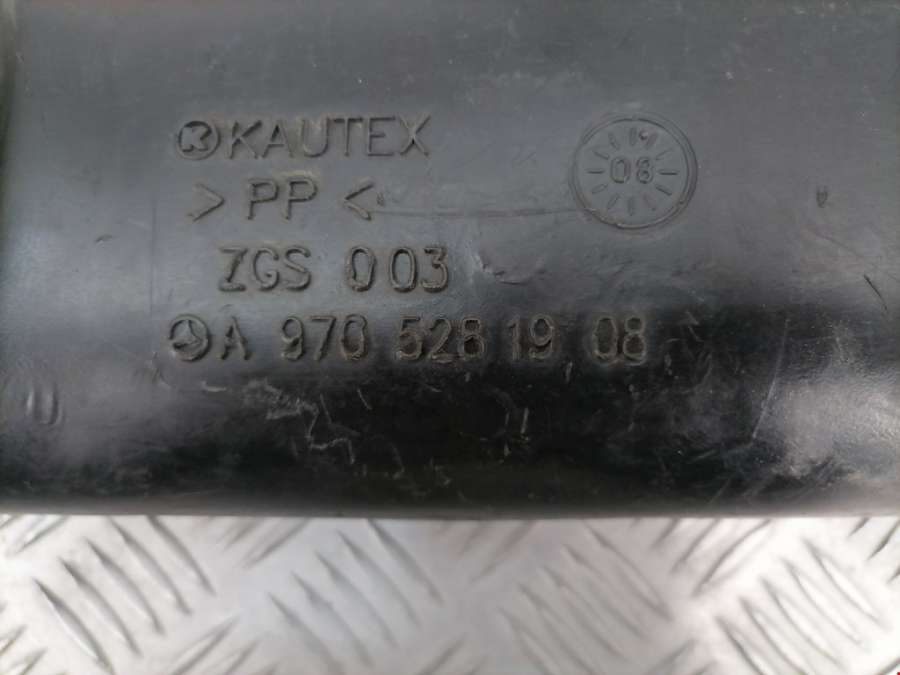 KAUTEX
08
> PP <
ZGS 003
A 970 528 19 08